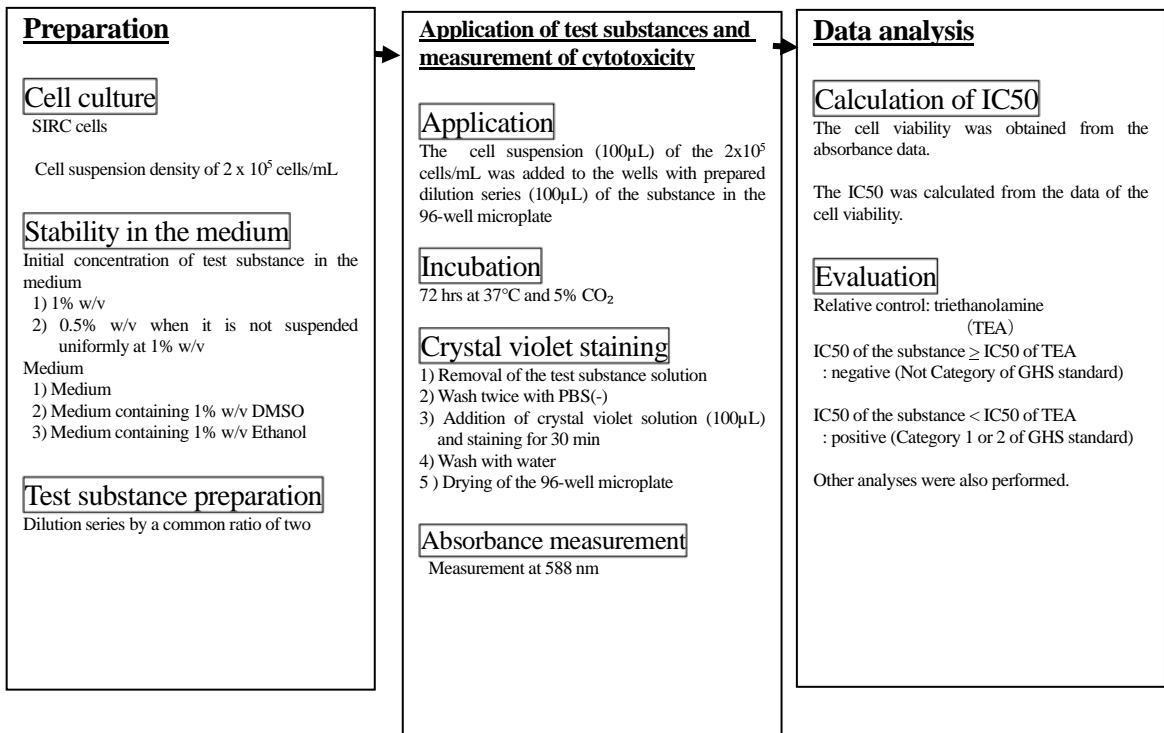 Preparation
Cell culture
SIRC cells
Cell suspension density of 2 x 10⁵ cells/mL
Stability in the medium
Initial concentration of test substance in the
medium
1) 1% w/v
2) 0.5% w/v when it is not suspended
uniformly at 1% w/v
Medium
1) Medium
2) Medium containing 1% w/v DMSO
3) Medium containing 1% w/v Ethanol
Test substance preparation
Dilution series by a common ratio of two
Application of test substances and
measurement of cytotoxicity
Application
The cell suspension (100μL) of the 2x10⁵
cells/mL was added to the wells with prepared
dilution series (100μL) of the substance in the
96-well microplate
Incubation
72 hrs at 37°C and 5% CO₂
Crystal violet staining
1) Removal of the test substance solution
2) Wash twice with PBS(-)
3) Addition of crystal violet solution (100μL)
and staining for 30 min
4) Wash with water
5 ) Drying of the 96-well microplate
Absorbance measurement
Measurement at 588 nm
Data analysis
Calculation of IC50
The cell viability was obtained from the
absorbance data.
The IC50 was calculated from the data of the
cell viability.
Evaluation
Relative control: triethanolamine
（TEA）
IC50 of the substance ≥ IC50 of TEA
: negative (Not Category of GHS standard)
IC50 of the substance < IC50 of TEA
: positive (Category 1 or 2 of GHS standard)
Other analyses were also performed.